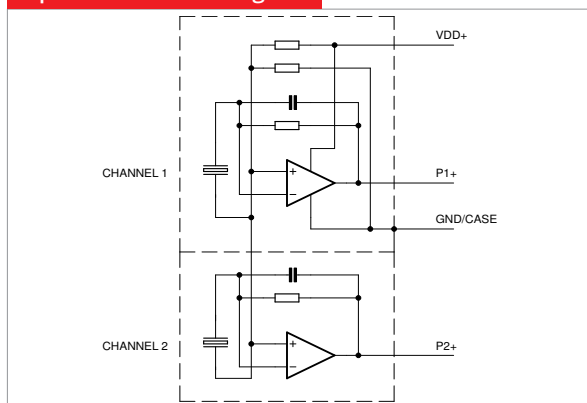 VDD+
CHANNEL 1
+
−
P1+
GND/CASE
CHANNEL 2
+
−
P2+